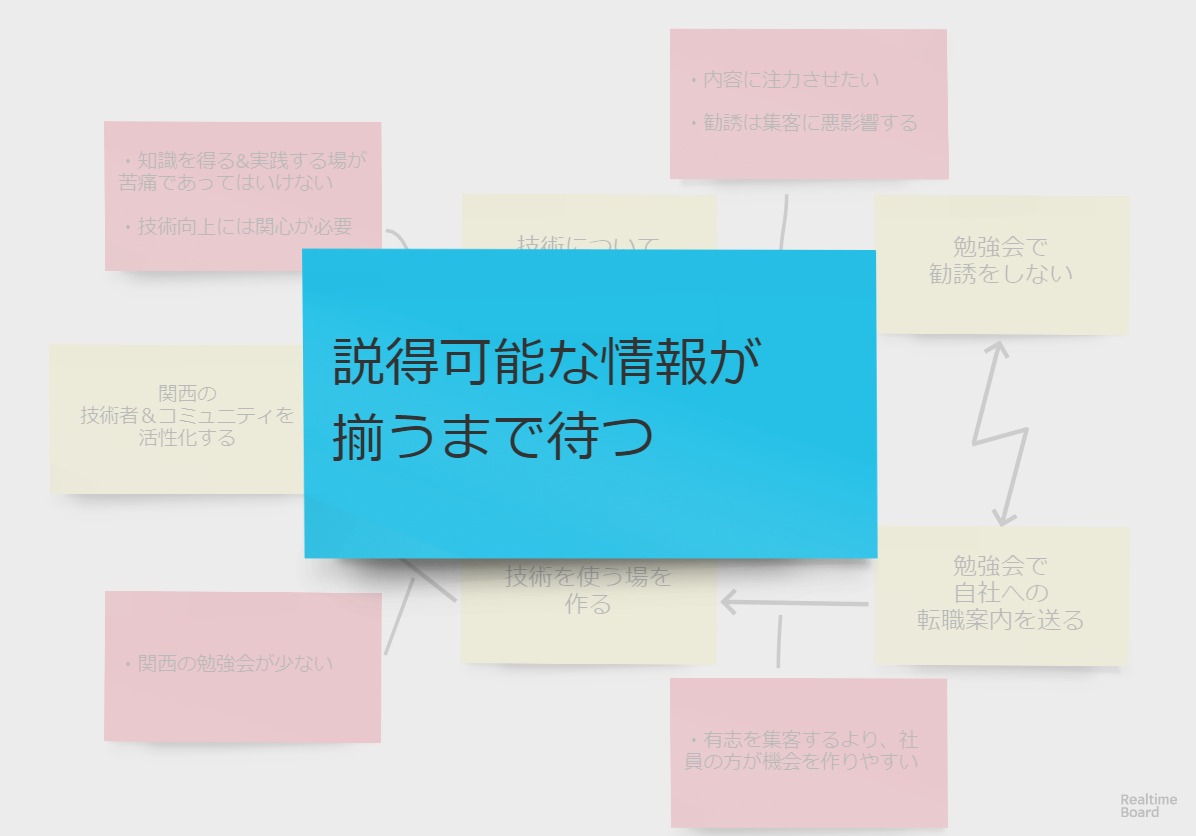 ・内容に注力させたい
・勧誘は集客に悪影響する
・知識を得る&実践する場が
苦痛であってはいけない
・技術向上には関心が必要
技術について
勉強会で
勧誘をしない
説得可能な情報が
揃うまで待つ
関西の
技術者＆コミュニティを
活性化する
技術を使う場を
作る
勉強会で
自社への
転職案内を送る
・関西の勉強会が少ない
・有志を集客するより、社
員の方が機会を作りやすい
Realtime
Board